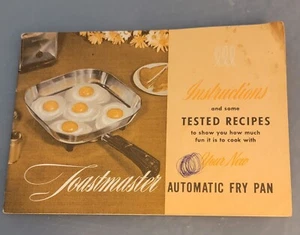 Instructions
and some
TESTED RECIPES
to show you how much
fun it is to cook with
Your New
Toastmaster AUTOMATIC FRY PAN